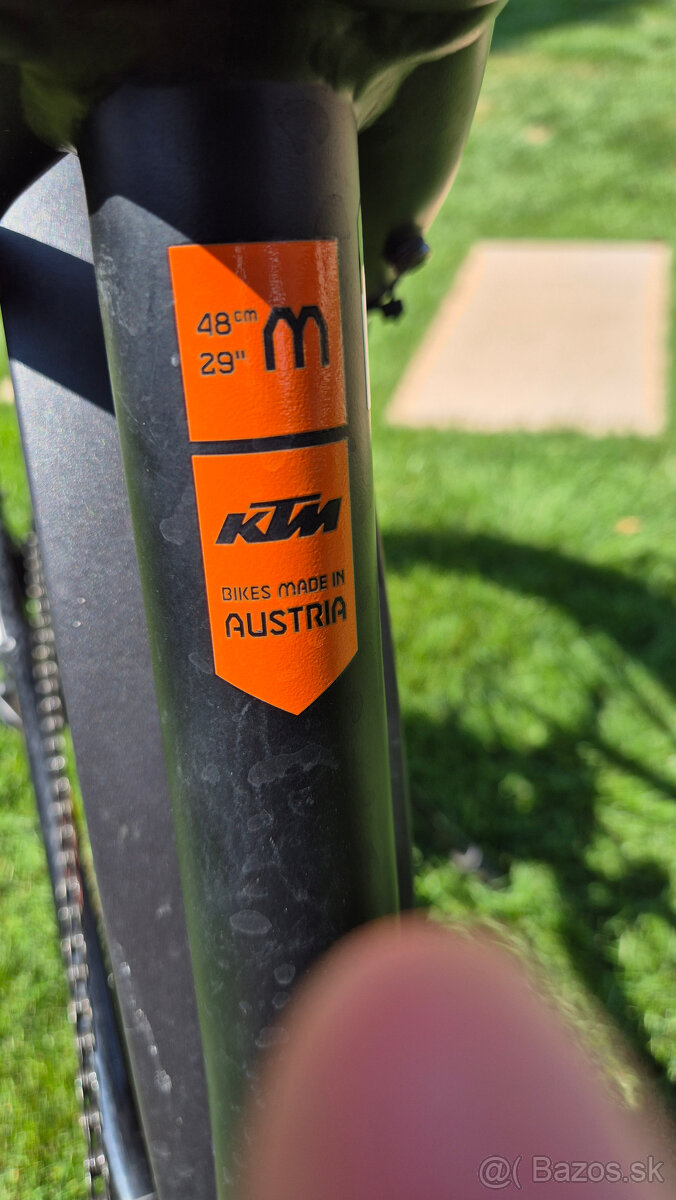 48cm M
29"
KTM
BIKES MADE IN
AUSTRIA
@( Bazos.sk